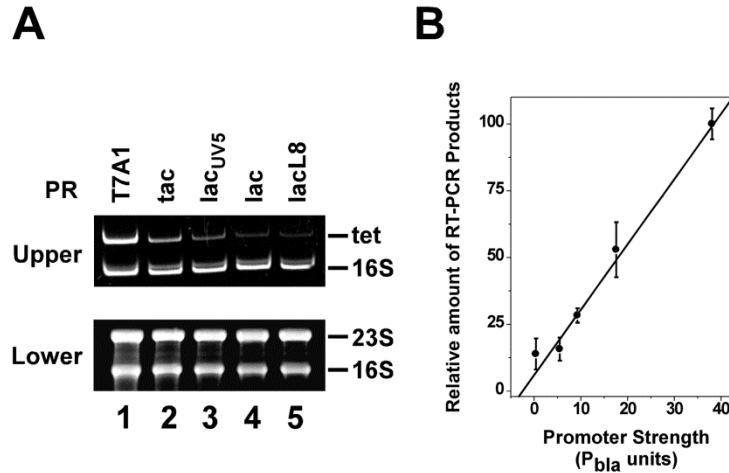 A
B
PR
T7A1
tac
lacUV5
lac
lacL8
Upper
tet
16S
Lower
23S
16S
1 2 3 4 5
Relative amount of RT-PCR Products
100
75
50
25
0
0 10 20 30 40
Promoter Strength
(Pbla units)